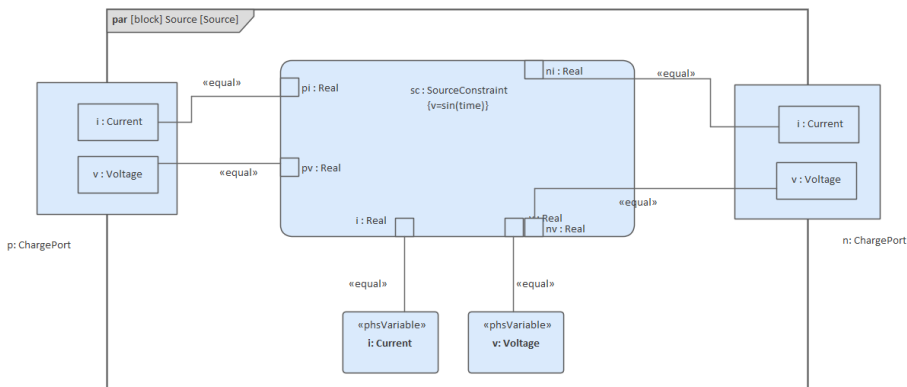 par [block] Source [Source]
«equal»
pi : Real
ni : Real
«equal»
sc : SourceConstraint
{v=sin(time)}
i : Current
i : Current
v : Voltage
«equal»
pv : Real
v : Voltage
«equal»
i : Real
: Real
nv : Real
p: ChargePort
n: ChargePort
«equal»
«equal»
«phsVariable»
i: Current
«phsVariable»
v: Voltage